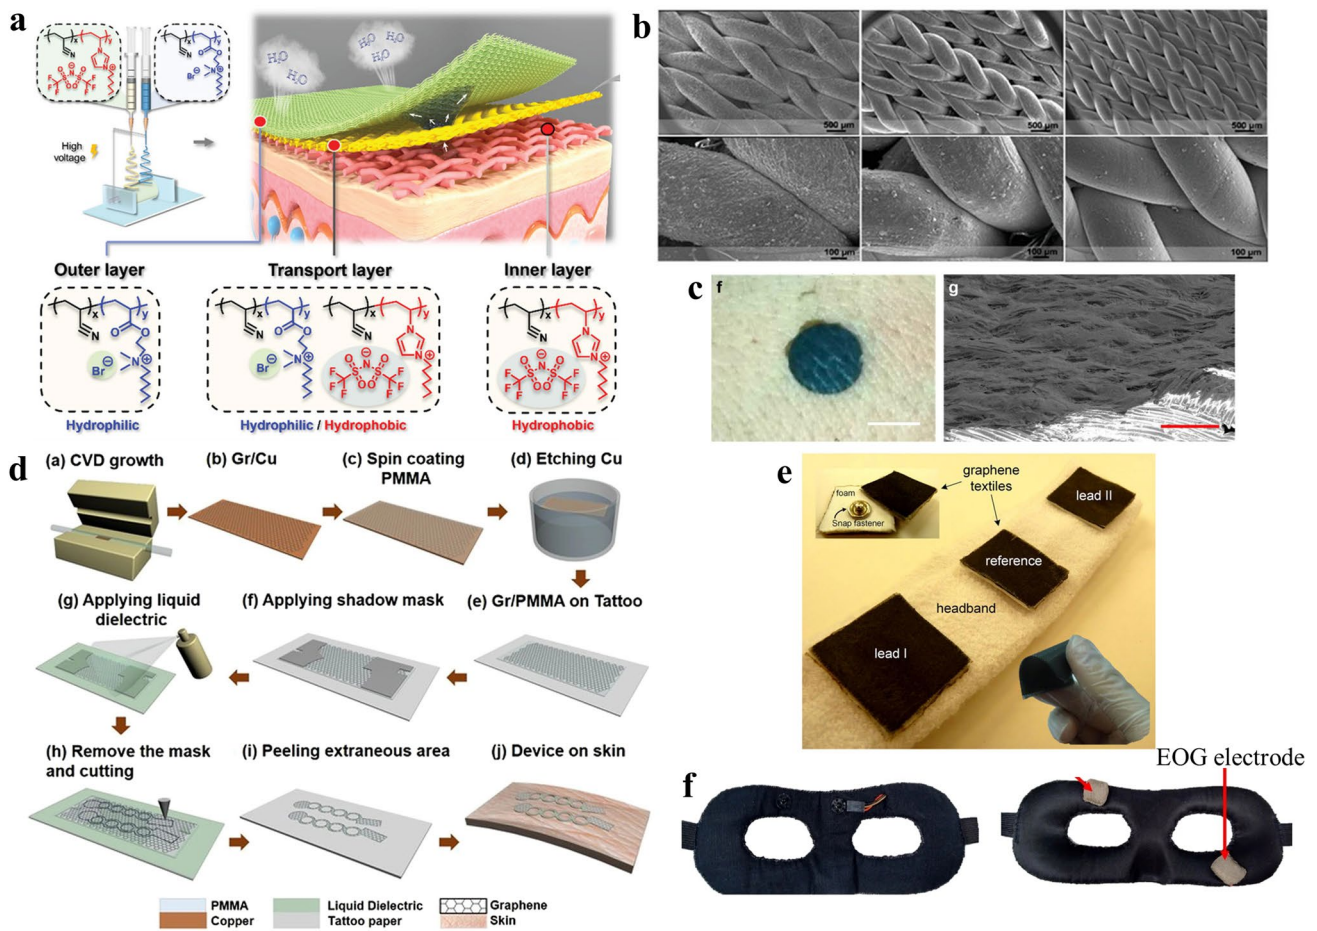 a
High
voltage
H₂O
H₂O
H₂O
H₂O
H₂O
Outer layer
Transport layer
Inner layer
Br⊖
Hydrophilic
Hydrophilic / Hydrophobic
Hydrophobic
b
500 µm
500 µm
500 µm
100 µm
100 µm
100 µm
c
f
g
d
(a) CVD growth
(b) Gr/Cu
(c) Spin coating
PMMA
(d) Etching Cu
(g) Applying liquid
dielectric
(f) Applying shadow mask
(e) Gr/PMMA on Tattoo
(h) Remove the mask
and cutting
(i) Peeling extraneous area
(j) Device on skin
PMMA
Copper
Liquid Dielectric
Tattoo paper
Graphene
Skin
e
foam
Snap fastener
graphene
textiles
lead II
reference
headband
lead I
f
EOG electrode